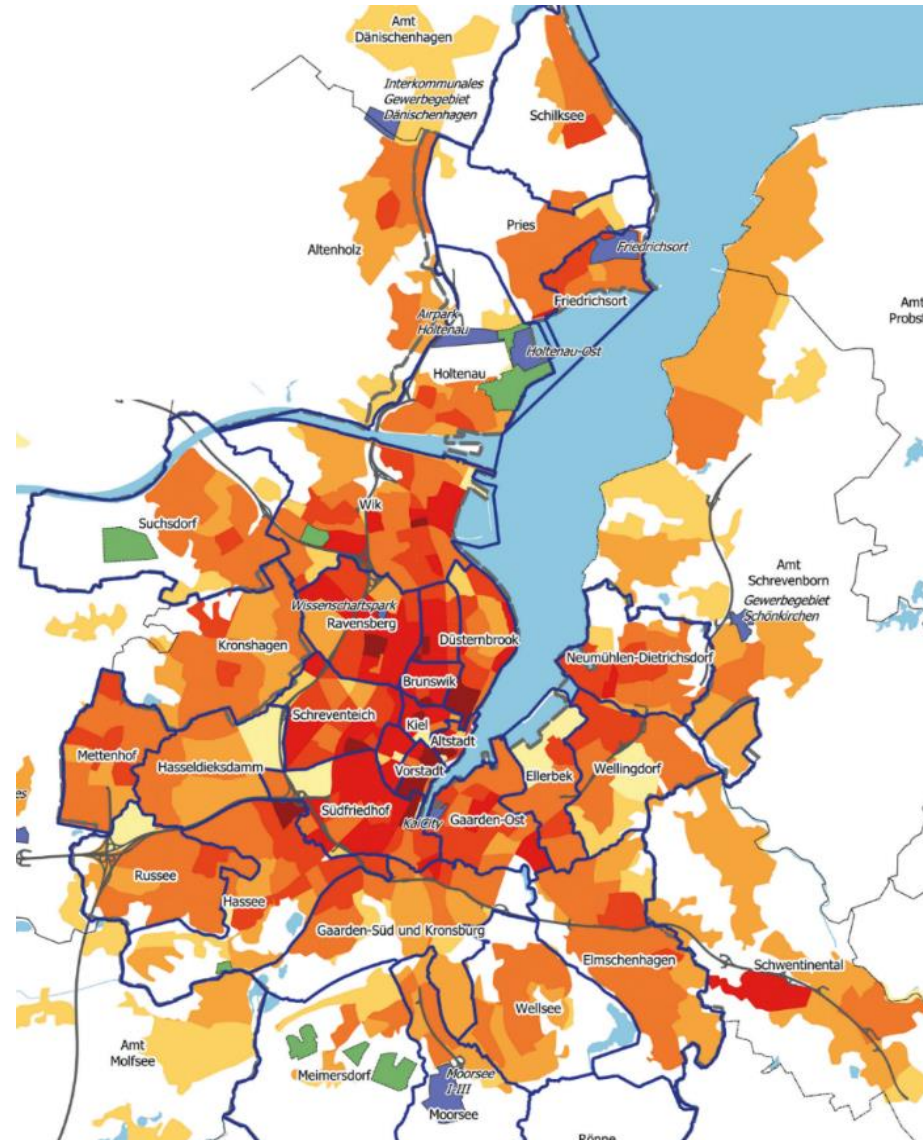 Amt
Dänischenhagen
Interkommunales
Gewerbegebiet
Dänischenhagen
Schilksee
Pries
Altenholz
Friedrichsort
Friedrichsort
Amt
Airpark
Holtenau
Holtenau-Ost
Holtenau
Wik
Suchsdorf
Amt
Schrevenborn
Gewerbegebiet
Schönkirchen
Wissenschaftspark
Ravensberg
Kronshagen
Düsternbrook
Neumühlen-Dietrichsdorf
Brunswik
Schreventeich
Kiel
Altstadt
Mettenhof
Hasseldieksdamm
Vorstadt
Ellerbek
Wellingdorf
Südfriedhof
Kai-City
Gaarden-Ost
Russee
Hassee
Gaarden-Süd und Kronsburg
Elmschenhagen
Schwentinental
Wellsee
Amt
Molfsee
Meimersdorf
Moorsee
I-III
Moorsee
Rönne